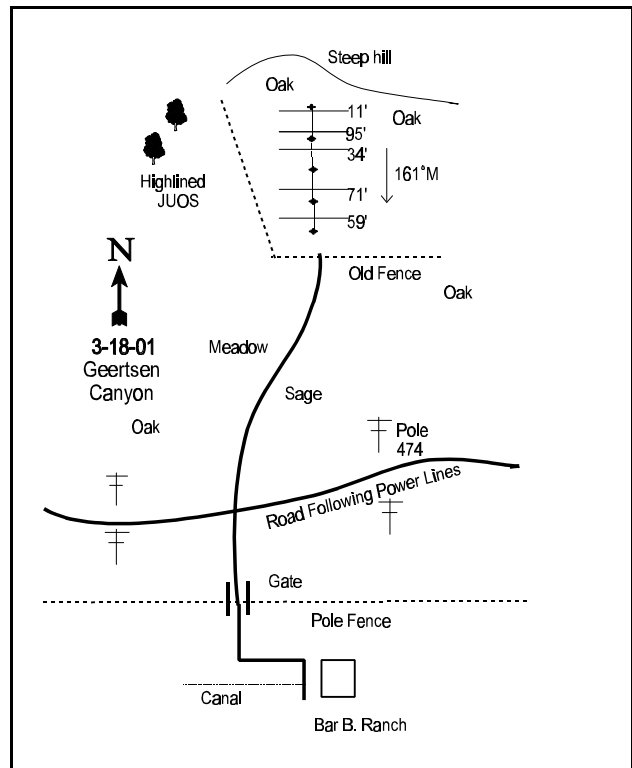 Steep hill
Oak
11'
Oak
95'
34'
161°M
Highlined
JUOS
71'
59'
N
Old Fence
Oak
3-18-01
Geertsen
Canyon
Meadow
Sage
Oak
Pole
474
Road Following Power Lines
Gate
Pole Fence
Canal
Bar B. Ranch